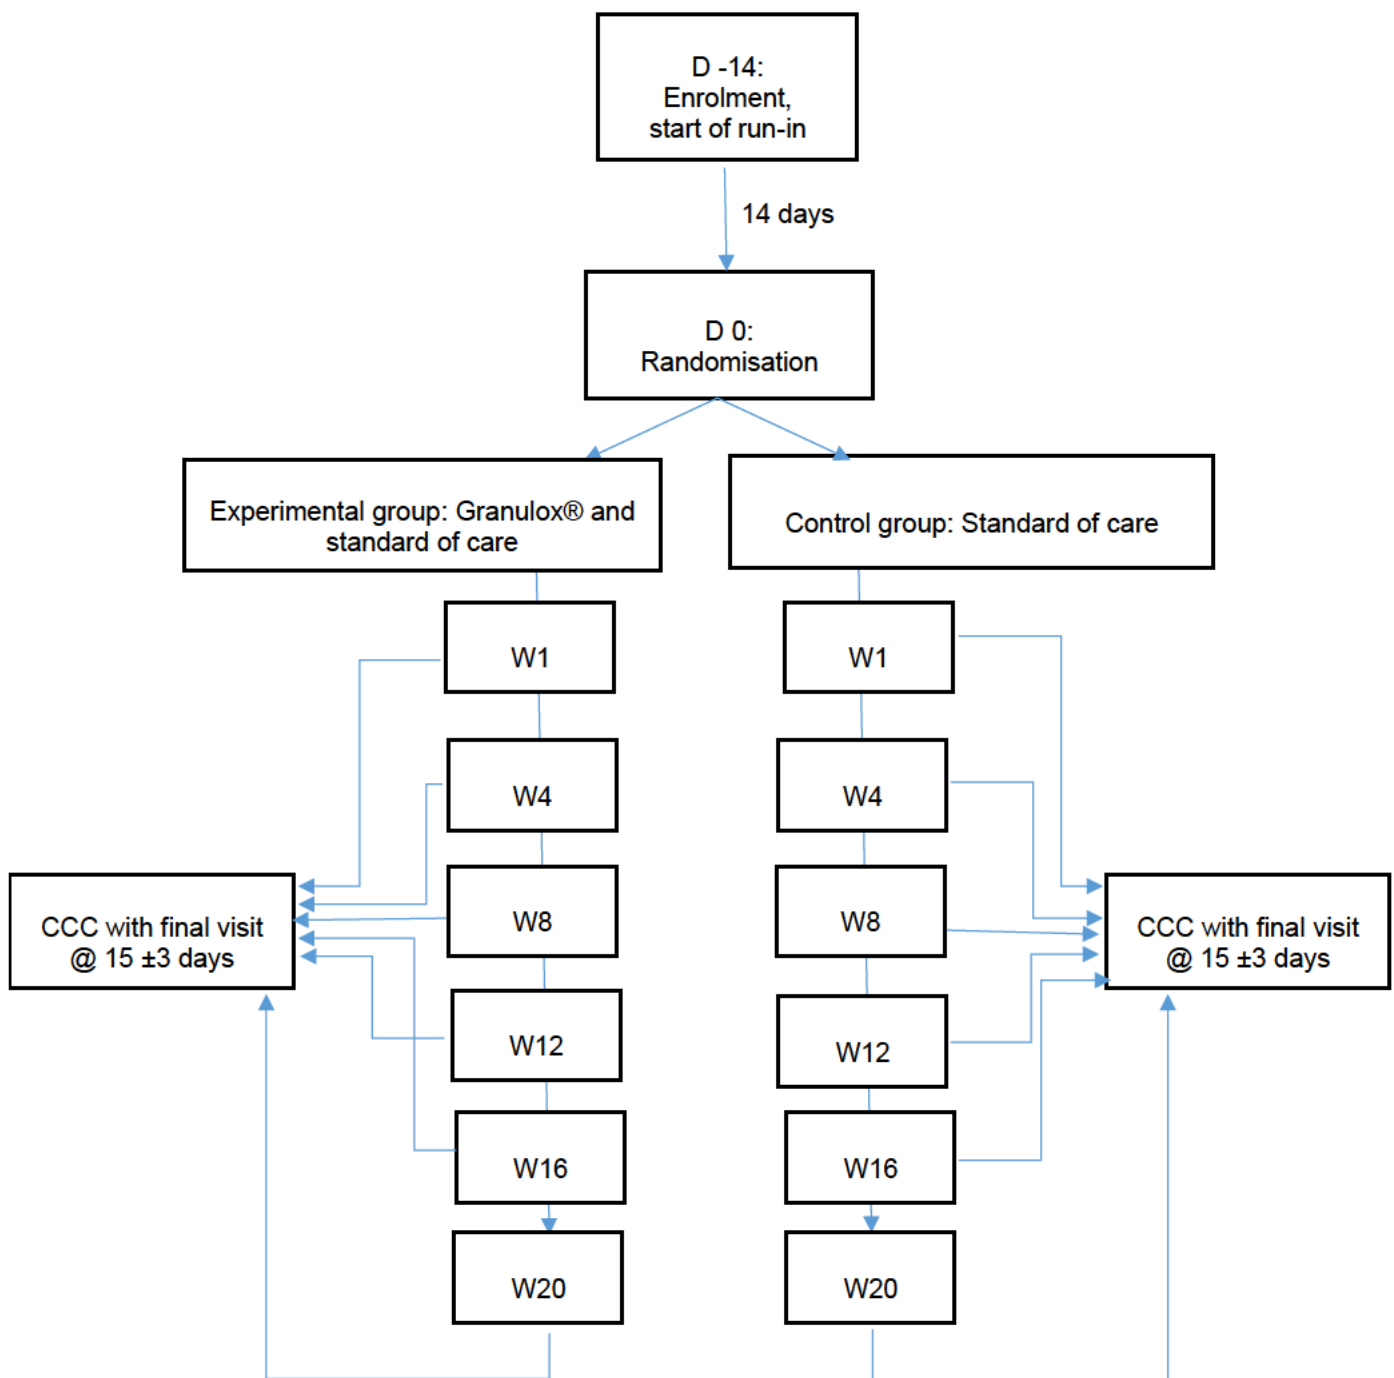 D -14:
Enrolment,
start of run-in
14 days
D 0:
Randomisation
Experimental group: Granulox® and
standard of care
Control group: Standard of care
W1
W1
W4
W4
W8
W8
CCC with final visit
@ 15 ±3 days
CCC with final visit
@ 15 ±3 days
W12
W12
W16
W16
W20
W20